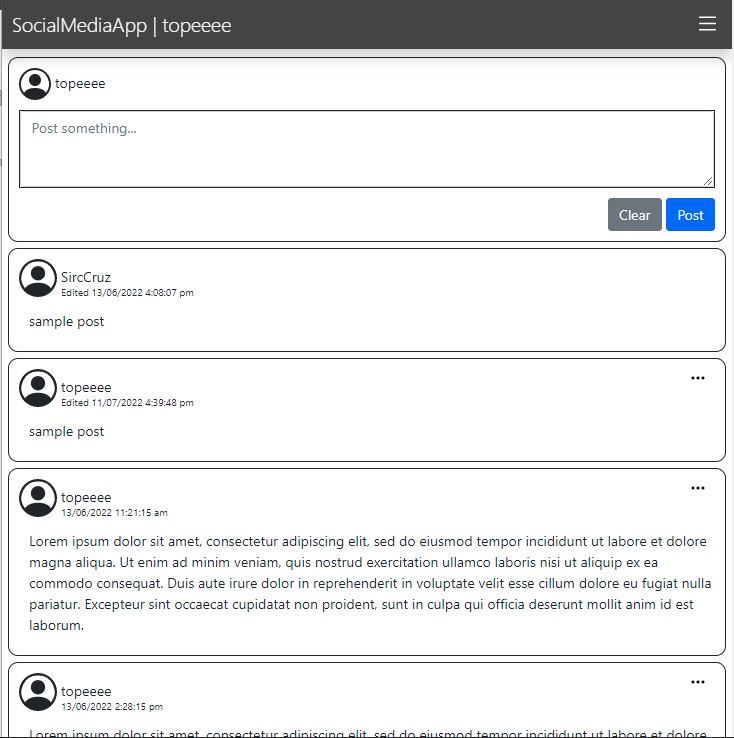 SocialMediaApp | topeeee
topeeee
Post something...
Clear Post
SircCruz
Edited 13/06/2022 4:08:07 pm
sample post
topeeee
Edited 11/07/2022 4:39:48 pm
sample post
topeeee
13/06/2022 11:21:15 am
Lorem ipsum dolor sit amet, consectetur adipiscing elit, sed do eiusmod tempor incididunt ut labore et dolore
magna aliqua. Ut enim ad minim veniam, quis nostrud exercitation ullamco laboris nisi ut aliquip ex ea
commodo consequat. Duis aute irure dolor in reprehenderit in voluptate velit esse cillum dolore eu fugiat nulla
pariatur. Excepteur sint occaecat cupidatat non proident, sunt in culpa qui officia deserunt mollit anim id est
laborum.
topeeee
13/06/2022 2:28:15 pm
Lorem ipsum dolor sit amet, consectetur adipiscing elit, sed do eiusmod tempor incididunt ut labore et dolore